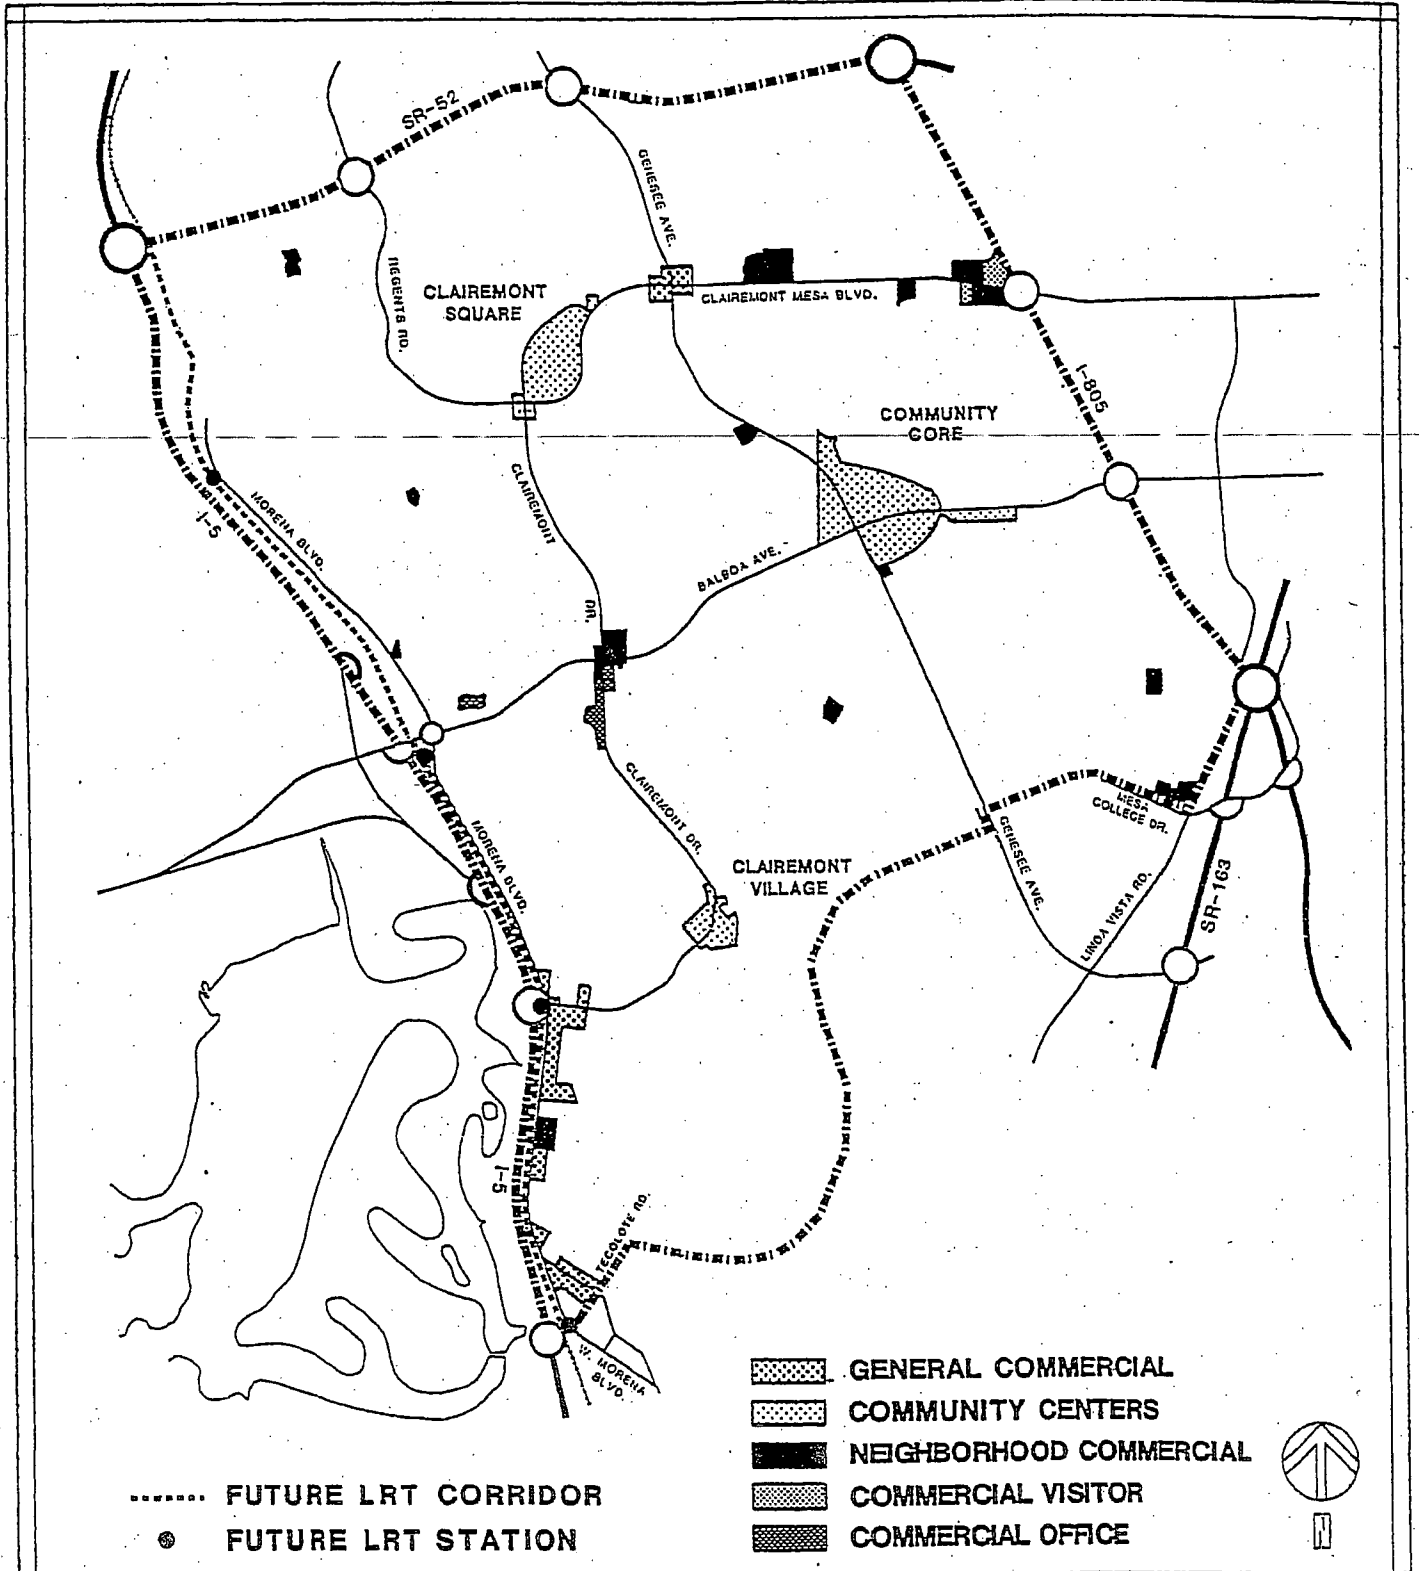 SR-52
GENESEE AVE.
REGENTS RD.
CLAIREMONT
SQUARE
CLAIREMONT MESA BLVD.
I-805
COMMUNITY
CORE
CLAIREMONT
DR.
MORENA BLVD.
I-5
BALBOA AVE.
CLAIREMONT DR.
MORENA BLVD.
CLAIREMONT
VILLAGE
MESA
COLLEGE DR.
GENESEE AVE.
LINDA VISTA RD.
SR-163
I-5
TECOLOTE RD.
W. MORENA
BLVD.
GENERAL COMMERCIAL
COMMUNITY CENTERS
NEIGHBORHOOD COMMERCIAL
COMMERCIAL VISITOR
COMMERCIAL OFFICE
FUTURE LRT CORRIDOR
FUTURE LRT STATION
N